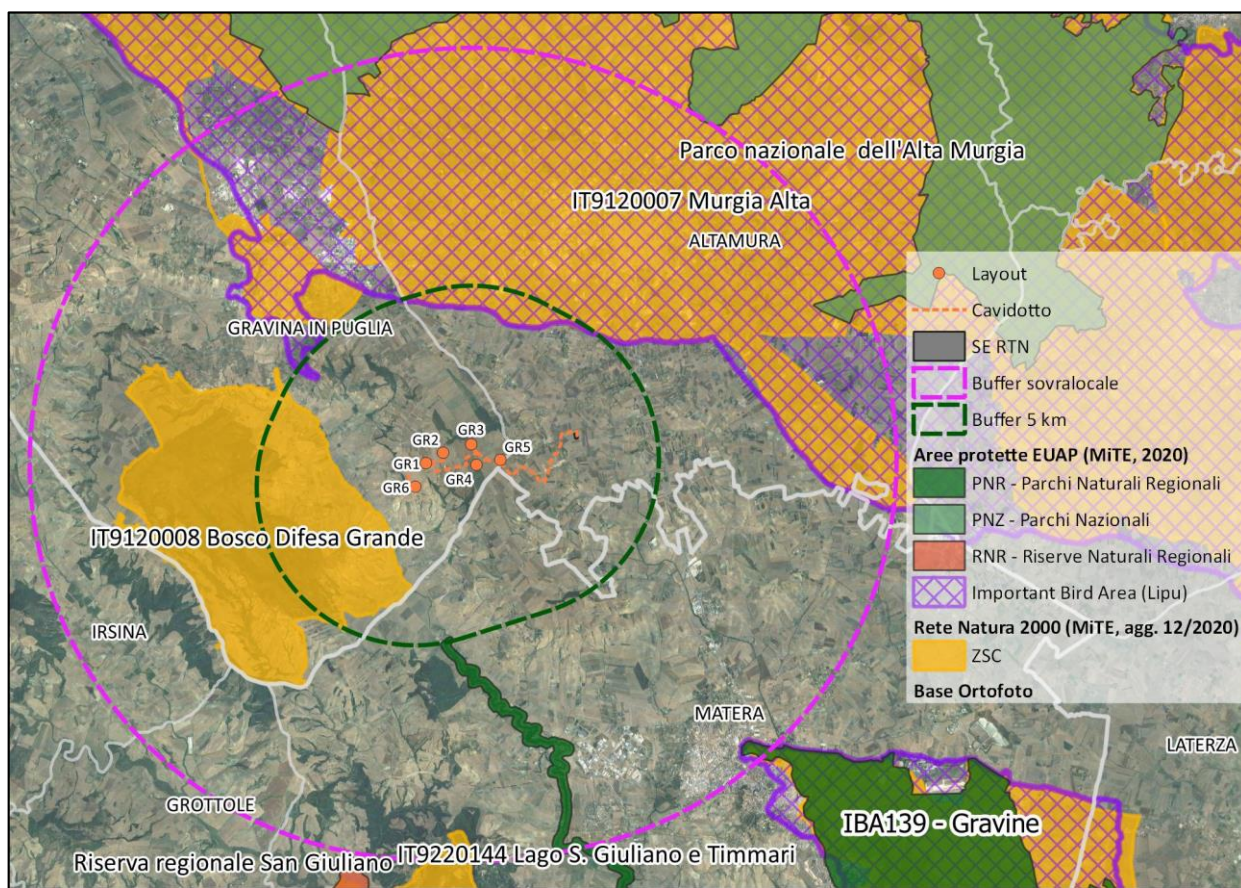 Parco nazionale  dell'Alta Murgia
IT9120007 Murgia Alta
ALTAMURA
GRAVINA IN PUGLIA
GR3
GR2
GR5
GR1
GR4
GR6
IT9120008 Bosco Difesa Grande
IRSINA
MATERA
LATERZA
GROTTOLE
IBA139 - Gravine
Riserva regionale San Giuliano
IT9220144 Lago S. Giuliano e Timmari
Layout
Cavidotto
SE RTN
Buffer sovralocale
Buffer 5 km
Aree protette EUAP (MiTE, 2020)
PNR - Parchi Naturali Regionali
PNZ - Parchi Nazionali
RNR - Riserve Naturali Regionali
Important Bird Area (Lipu)
Rete Natura 2000 (MiTE, agg. 12/2020)
ZSC
Base Ortofoto